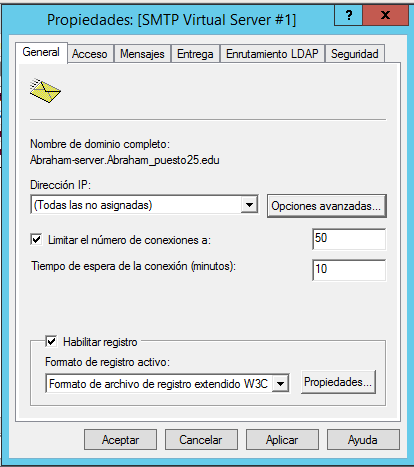 Propiedades: [SMTP Virtual Server #1]
? x
General Acceso Mensajes Entrega Enrutamiento LDAP Seguridad
Nombre de dominio completo:
Abraham-server.Abraham_puesto25.edu
Dirección IP:
(Todas las no asignadas) Opciones avanzadas...
Limitar el número de conexiones a: 50
Tiempo de espera de la conexión (minutos): 10
Habilitar registro
Formato de registro activo:
Formato de archivo de registro extendido W3C Propiedades...
Aceptar Cancelar Aplicar Ayuda